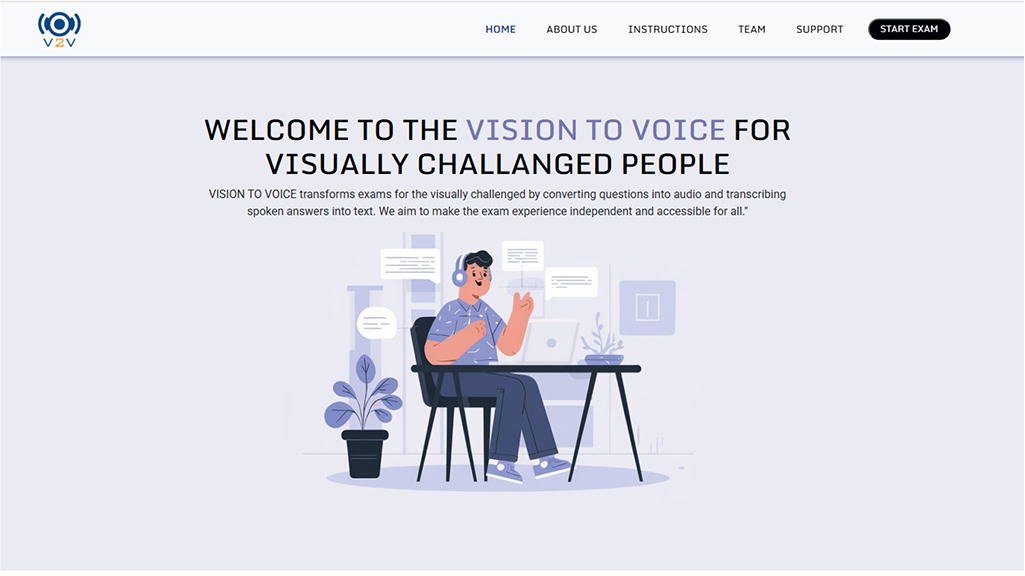 V2V
HOME ABOUT US INSTRUCTIONS TEAM SUPPORT START EXAM
WELCOME TO THE VISION TO VOICE FOR
VISUALLY CHALLANGED PEOPLE
VISION TO VOICE transforms exams for the visually challenged by converting questions into audio and transcribing
spoken answers into text. We aim to make the exam experience independent and accessible for all."